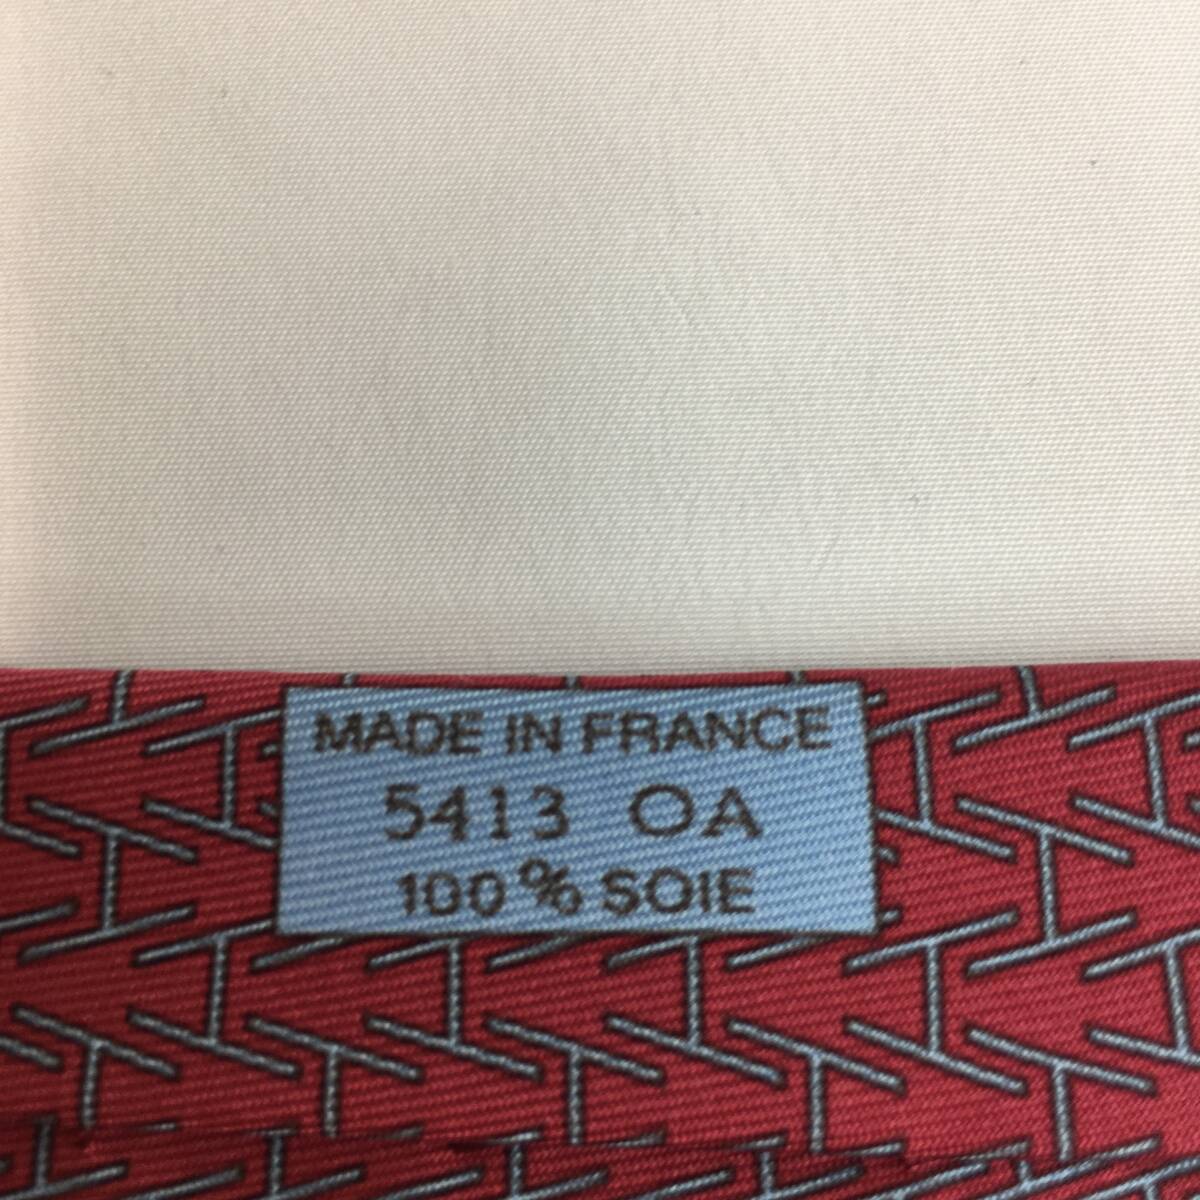 MADE IN FRANCE
5413 OA
100% SOIE